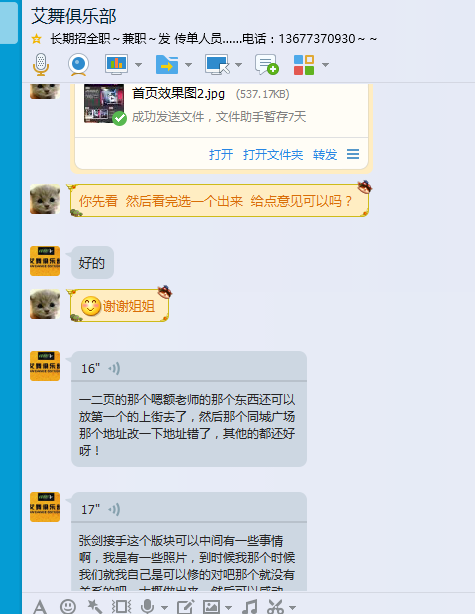 艾舞俱乐部
长期招全职～兼职～发 传单人员......电话：13677370930～～
首页效果图2.jpg (537.17KB)
成功发送文件，文件助手暂存7天
打开 打开文件夹 转发
你先看 然后看完选一个出来 给点意见可以吗？
好的
谢谢姐姐
16"
一二页的那个嗯额老师的那个东西还可以
放第一个的上街去了，然后那个同城广场
那个地址改一下地址错了，其他的都还好
呀！
17"
张剑接手这个版块可以中间有一些事情
啊，我是有一些照片，到时候我那个时候
我们就我自己是可以修的对吧那个就没有